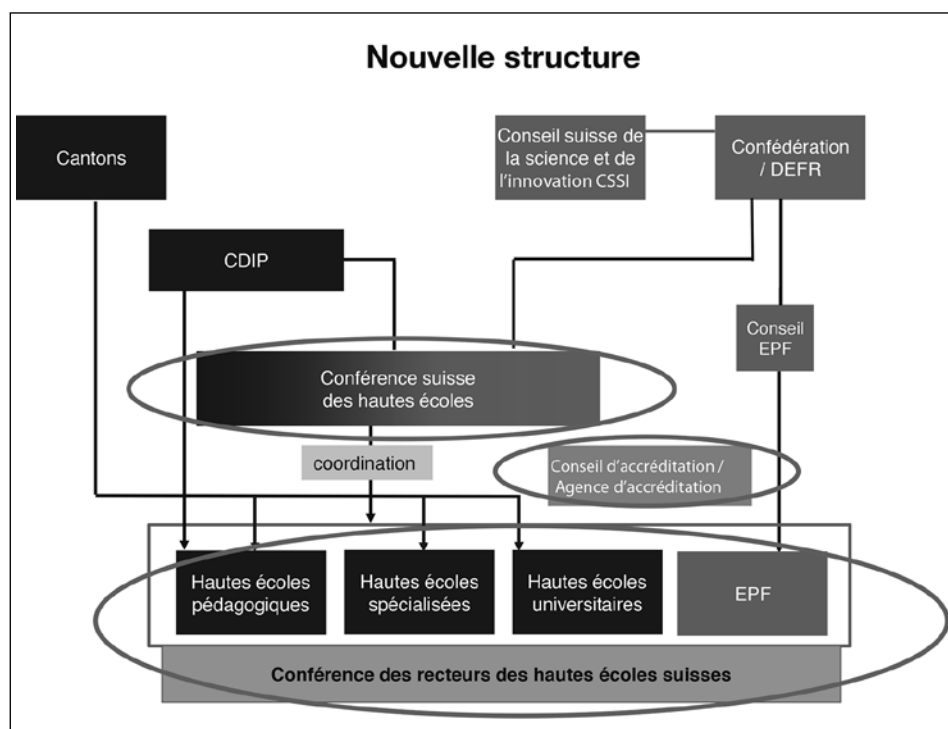 Nouvelle structure
Cantons
Conseil suisse de
la science et de
l'innovation CSSI
Confédération
/ DEFR
CDIP
Conseil
EPF
Conférence suisse
des hautes écoles
coordination
Conseil d'accréditation /
Agence d'accréditation
Hautes écoles
pédagogiques
Hautes écoles
spécialisées
Hautes écoles
universitaires
EPF
Conférence des recteurs des hautes écoles suisses